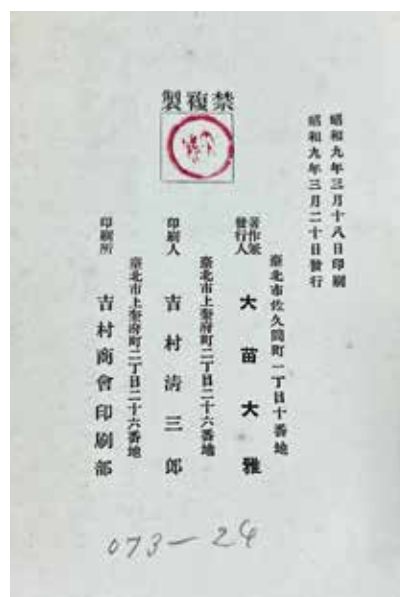 昭和九年三月十八日印刷
昭和九年三月二十日發行
禁複製
臺北市佐久間町一丁目十番地
著作兼
發行人
大苗大雅
臺北市上奎府町二丁目二十六番地
印刷人
吉村淸三郎
臺北市上奎府町二丁目二十六番地
印刷所
吉村商會印刷部
073-24